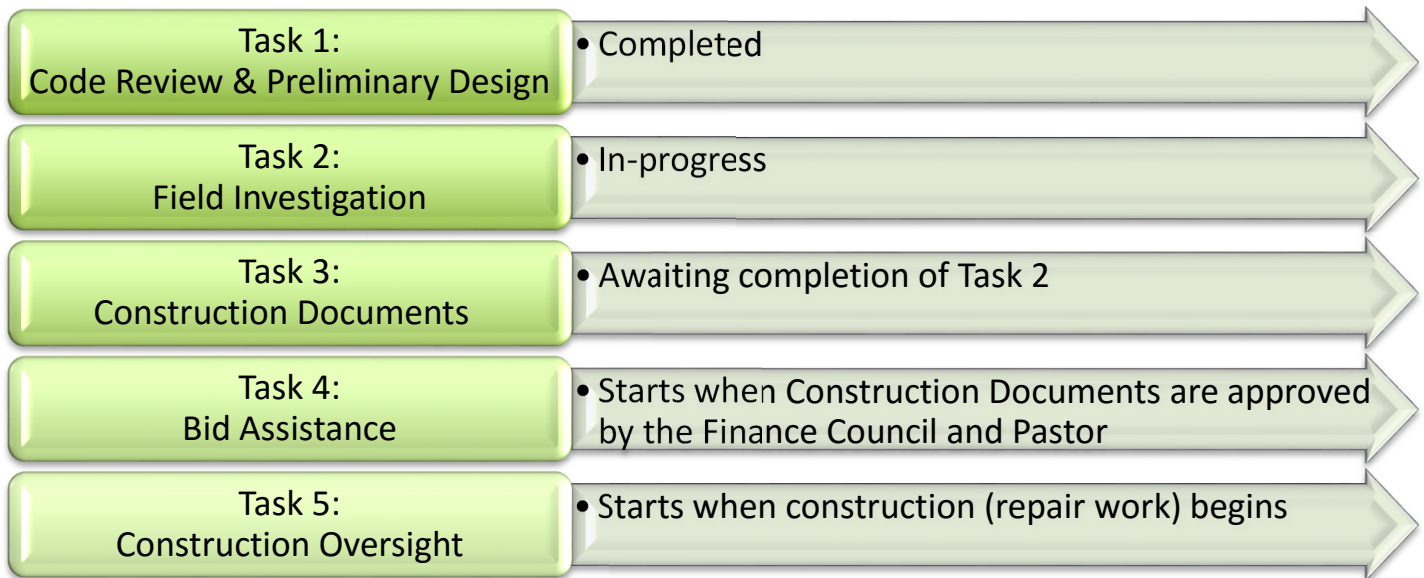 Task 1:
Code Review & Preliminary Design
• Completed
Task 2:
Field Investigation
• In-progress
Task 3:
Construction Documents
• Awaiting completion of Task 2
Task 4:
Bid Assistance
• Starts when Construction Documents are approved
by the Finance Council and Pastor
Task 5:
Construction Oversight
• Starts when construction (repair work) begins